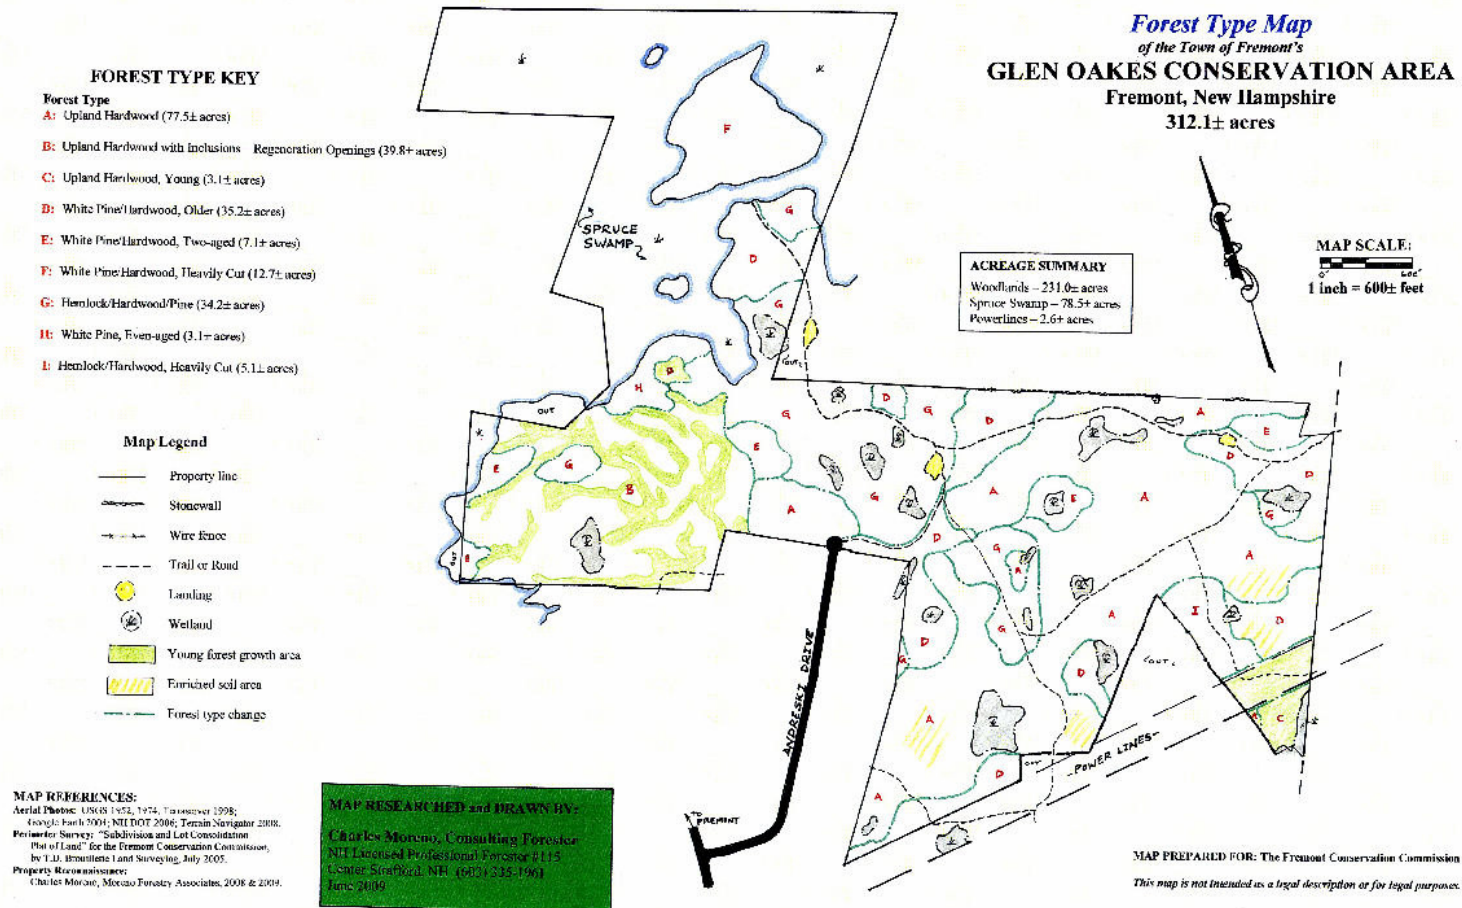 Forest Type Map
of the Town of Fremont's
GLEN OAKES CONSERVATION AREA
Fremont, New Hampshire
312.1± acres
FOREST TYPE KEY
Forest Type
A: Upland Hardwood (77.5± acres)
B: Upland Hardwood with Inclusions Regeneration Openings (39.8± acres)
C: Upland Hardwood, Young (3.1± acres)
D: White Pine/Hardwood, Older (35.2± acres)
E: White Pine/Hardwood, Two-aged (7.1± acres)
F: White Pine/Hardwood, Heavily Cut (12.7± acres)
G: Hemlock/Hardwood/Pine (34.2± acres)
H: White Pine, Even-aged (3.1± acres)
I: Hemlock/Hardwood, Heavily Cut (5.1± acres)
Map Legend
Property line
Stonewall
Wire fence
Trail or Road
Landing
Wetland
Young forest growth area
Enriched soil area
Forest type change
ACREAGE SUMMARY
Woodlands – 231.0± acres
Spruce Swamp – 78.5± acres
Powerlines – 2.6± acres
MAP SCALE:
0' 600'
1 inch = 600± feet
F
SPRUCE
SWAMP
G
D
G
"OUT"
H
B
OUT
G
D
G
D
A
E
E
G
B
E
A
G
A
E
A
D
D
G
D
G
A
A
OUT
E
G
D
G
A
I
D
D
"OUT"
A
C
A
D
OUT
A
-POWER LINES-
ANDRESKI DRIVE
TO
FREMONT
MAP REFERENCES:
Aerial Photos: USGS 1952, 1974, Terraserver 1998;
Google Earth 2004; NH DOT 2006; Terrain Navigator 2008.
Perimeter Survey: "Subdivision and Lot Consolidation
Plat of Land" for the Fremont Conservation Commission,
by T.D. Brouillette Land Surveying, July 2005.
Property Reconnaissance:
Charles Moreno, Moreno Forestry Associates, 2008 & 2009.
MAP RESEARCHED and DRAWN BY:
Charles Moreno, Consulting Forester
NH Licensed Professional Forester #115
Center Strafford, NH (603) 335-1961
June 2009
MAP PREPARED FOR: The Fremont Conservation Commission
This map is not intended as a legal description or for legal purposes.